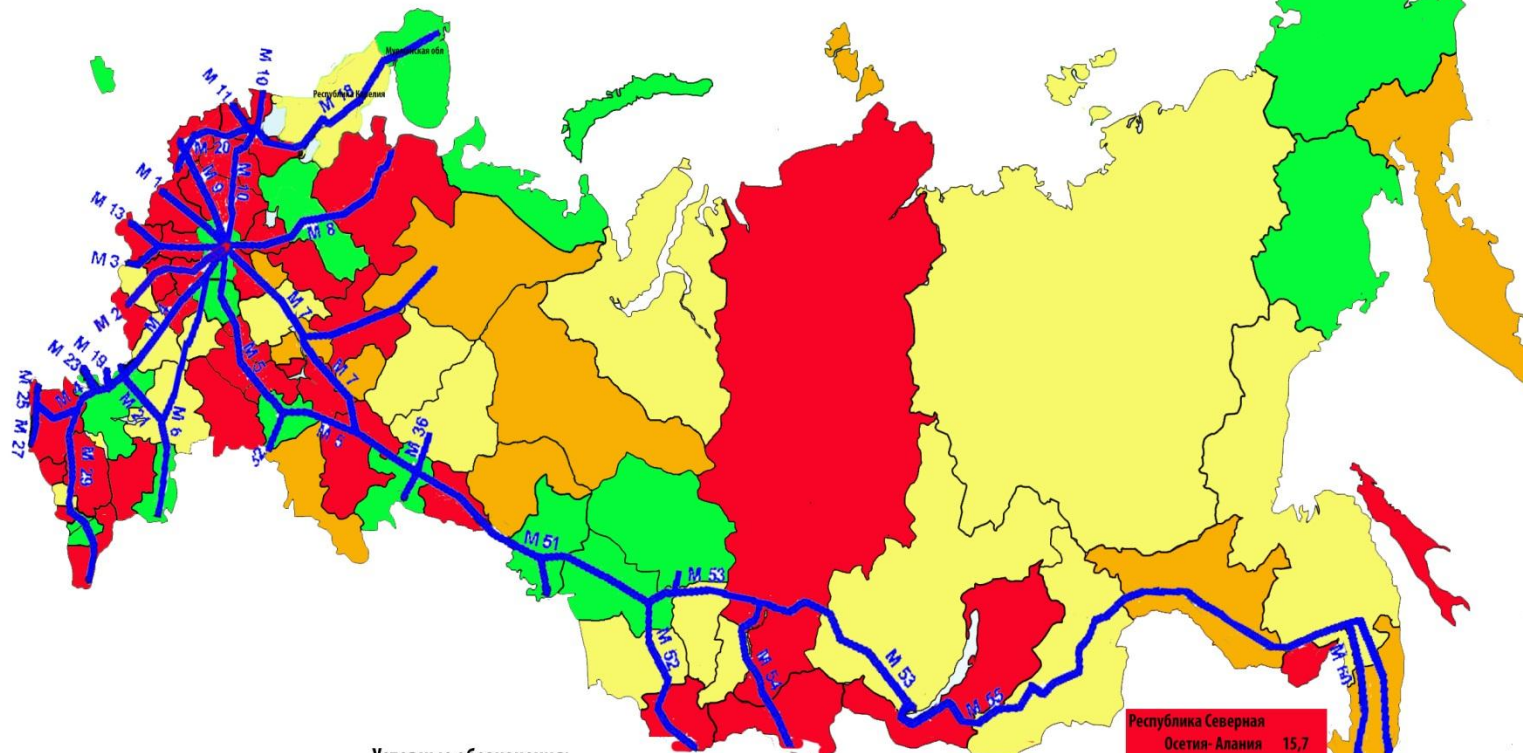 Мурманская обл
Республика Карелия
М 18
М 10
М 11
М 20
М 9
М 10
М 1
М 13
М 3
М 2
М 8
М 7
М 7
М 4
М 5
М 5
М 6
М 19
М 23
М 21
М 4
М 25
М 27
М 29
М 36
М 51
М 53
М 52
М 54
М 53
М 55
М 60
Республика Северная
Осетия- Алания 15,7